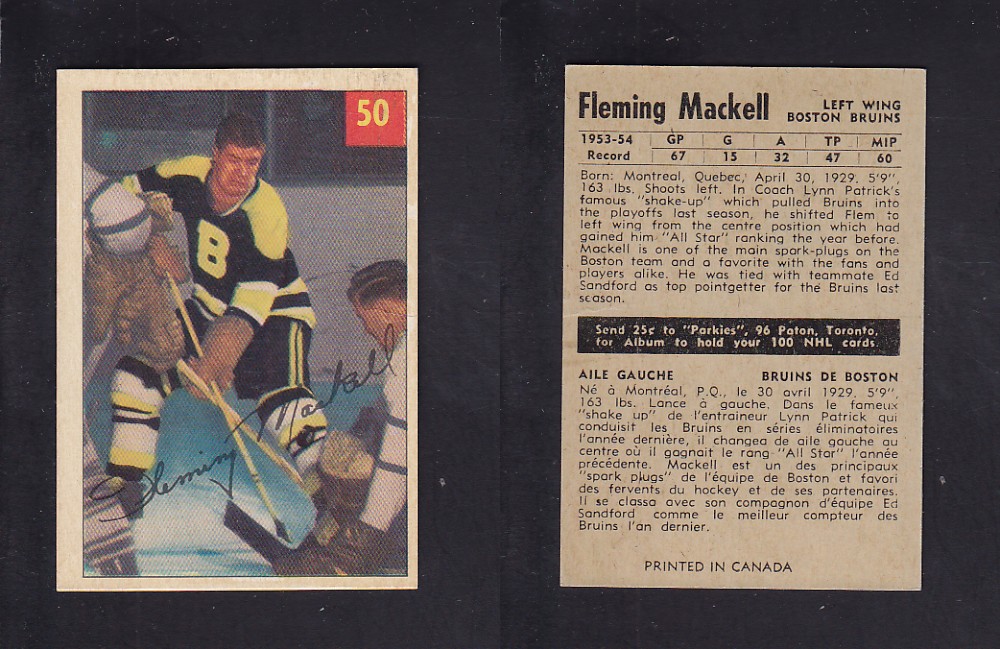 50
8
Fleming Mackell
Fleming Mackell
LEFT WING
BOSTON BRUINS
1953-54 GP G A TP MIP
Record 67 15 32 47 60
Born: Montreal, Quebec, April 30, 1929. 5'9",
163 lbs. Shoots left. In Coach Lynn Patrick's
famous "shake-up" which pulled Bruins into
the playoffs last season, he shifted Flem to
left wing from the centre position which had
gained him "All Star" ranking the year before.
Mackell is one of the main spark-plugs on the
Boston team and a favorite with the fans and
players alike. He was tied with teammate Ed
Sandford as top pointgetter for the Bruins last
season.
Send 25c to "Parkies", 96 Paton, Toronto,
for Album to hold your 100 NHL cards.
AILE GAUCHE BRUINS DE BOSTON
Né à Montréal, P.Q., le 30 avril 1929. 5'9",
163 lbs. Lance à gauche. Dans le fameux
"shake up" de l'entraineur Lynn Patrick qui
conduisit les Bruins en séries éliminatoires
l'année dernière, il changea de aile gauche au
centre où il gagnait le rang "All Star" l'année
précédente. Mackell est un des principaux
"spark plugs" de l'équipe de Boston et favori
des fervents du hockey et de ses partenaires.
Il se classa avec son compagnon d'équipe Ed
Sandford comme le meilleur compteur des
Bruins l'an dernier.
PRINTED IN CANADA